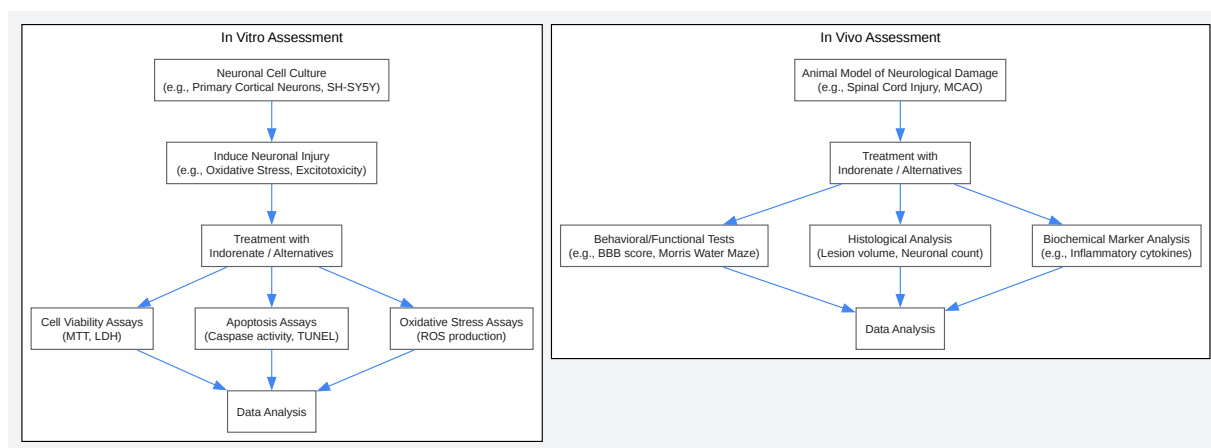 In Vitro Assessment
Neuronal Cell Culture
(e.g., Primary Cortical Neurons, SH-SY5Y)
Induce Neuronal Injury
(e.g., Oxidative Stress, Excitotoxicity)
Treatment with
Indorenate / Alternatives
Cell Viability Assays
(MTT, LDH)
Apoptosis Assays
(Caspase activity, TUNEL)
Oxidative Stress Assays
(ROS production)
Data Analysis
In Vivo Assessment
Animal Model of Neurological Damage
(e.g., Spinal Cord Injury, MCAO)
Treatment with
Indorenate / Alternatives
Behavioral/Functional Tests
(e.g., BBB score, Morris Water Maze)
Histological Analysis
(Lesion volume, Neuronal count)
Biochemical Marker Analysis
(e.g., Inflammatory cytokines)
Data Analysis